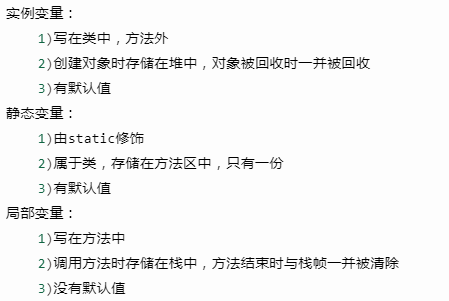 实例变量：
1)写在类中，方法外
2)创建对象时存储在堆中，对象被回收时一并被回收
3)有默认值
静态变量：
1)由static修饰
2)属于类，存储在方法区中，只有一份
3)有默认值
局部变量：
1)写在方法中
2)调用方法时存储在栈中，方法结束时与栈帧一并被清除
3)没有默认值